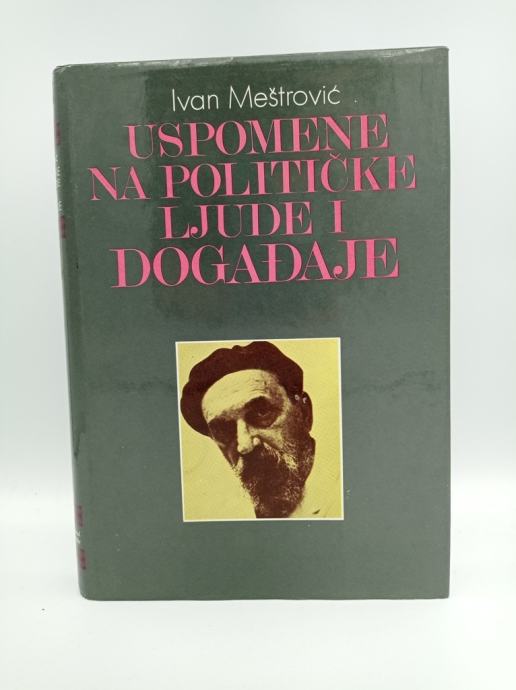 Ivan Meštrović
USPOMENE
NA POLITIČKE
LJUDE I
DOGAĐAJE